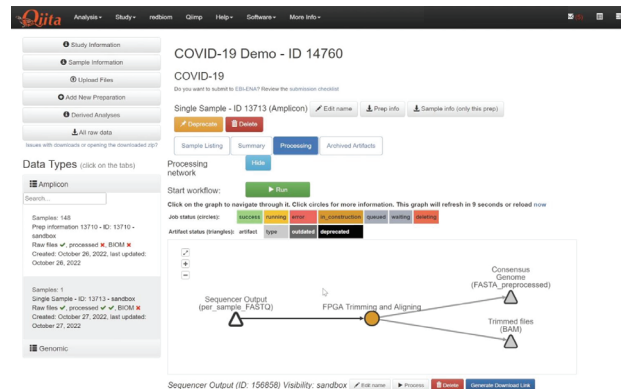 Qiita
Analysis Study redbiom Qiimp Help Software More Info
Study Information
Sample Information
Upload Files
Add New Preparation
Derived Analyses
All raw data
Issues with downloads or opening the downloaded zip?
Data Types (click on the tabs)
Amplicon
Search...
Samples: 148
Prep information 13710 - ID: 13710 -
sandbox
Raw files ✔, processed ✖, BIOM ✖
Created: October 26, 2022, last updated:
October 26, 2022
Samples: 1
Single Sample - ID: 13713 - sandbox
Raw files ✔, processed ✔ ✔, BIOM ✖
Created: October 27, 2022, last updated:
October 27, 2022
Genomic
COVID-19 Demo - ID 14760
COVID-19
Do you want to submit to EBI-ENA? Review the submission checklist
Single Sample - ID 13713 (Amplicon) Edit name Prep info Sample info (only this prep)
Deprecate Delete
Sample Listing Summary Processing Archived Artifacts
Processing
network
Hide
Start workflow: Run
Click on the graph to navigate through it. Click circles for more information. This graph will refresh in 9 seconds or reload now
Job status (circles): success running error in_construction queued waiting deleting
Artifact status (triangles): artifact type outdated deprecated
+
−
Sequencer Output
(per_sample_FASTQ)
FPGA Trimming and Aligning
Consensus
Genome
(FASTA_preprocessed)
Trimmed files
(BAM)
Sequencer Output (ID: 156858) Visibility: sandbox Edit name Process Delete Generate Download Link